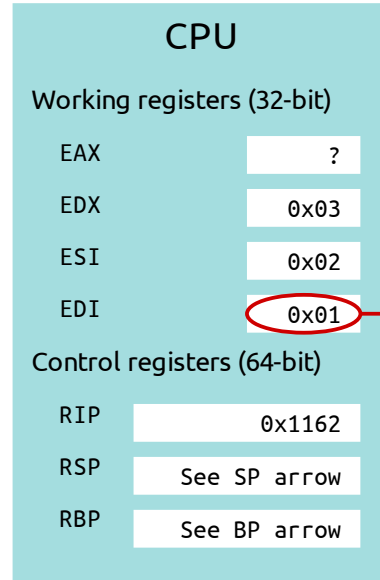 CPU
Working registers (32-bit)
EAX ?
EDX 0x03
ESI 0x02
EDI 0x01
Control registers (64-bit)
RIP 0x1162
RSP See SP arrow
RBP See BP arrow